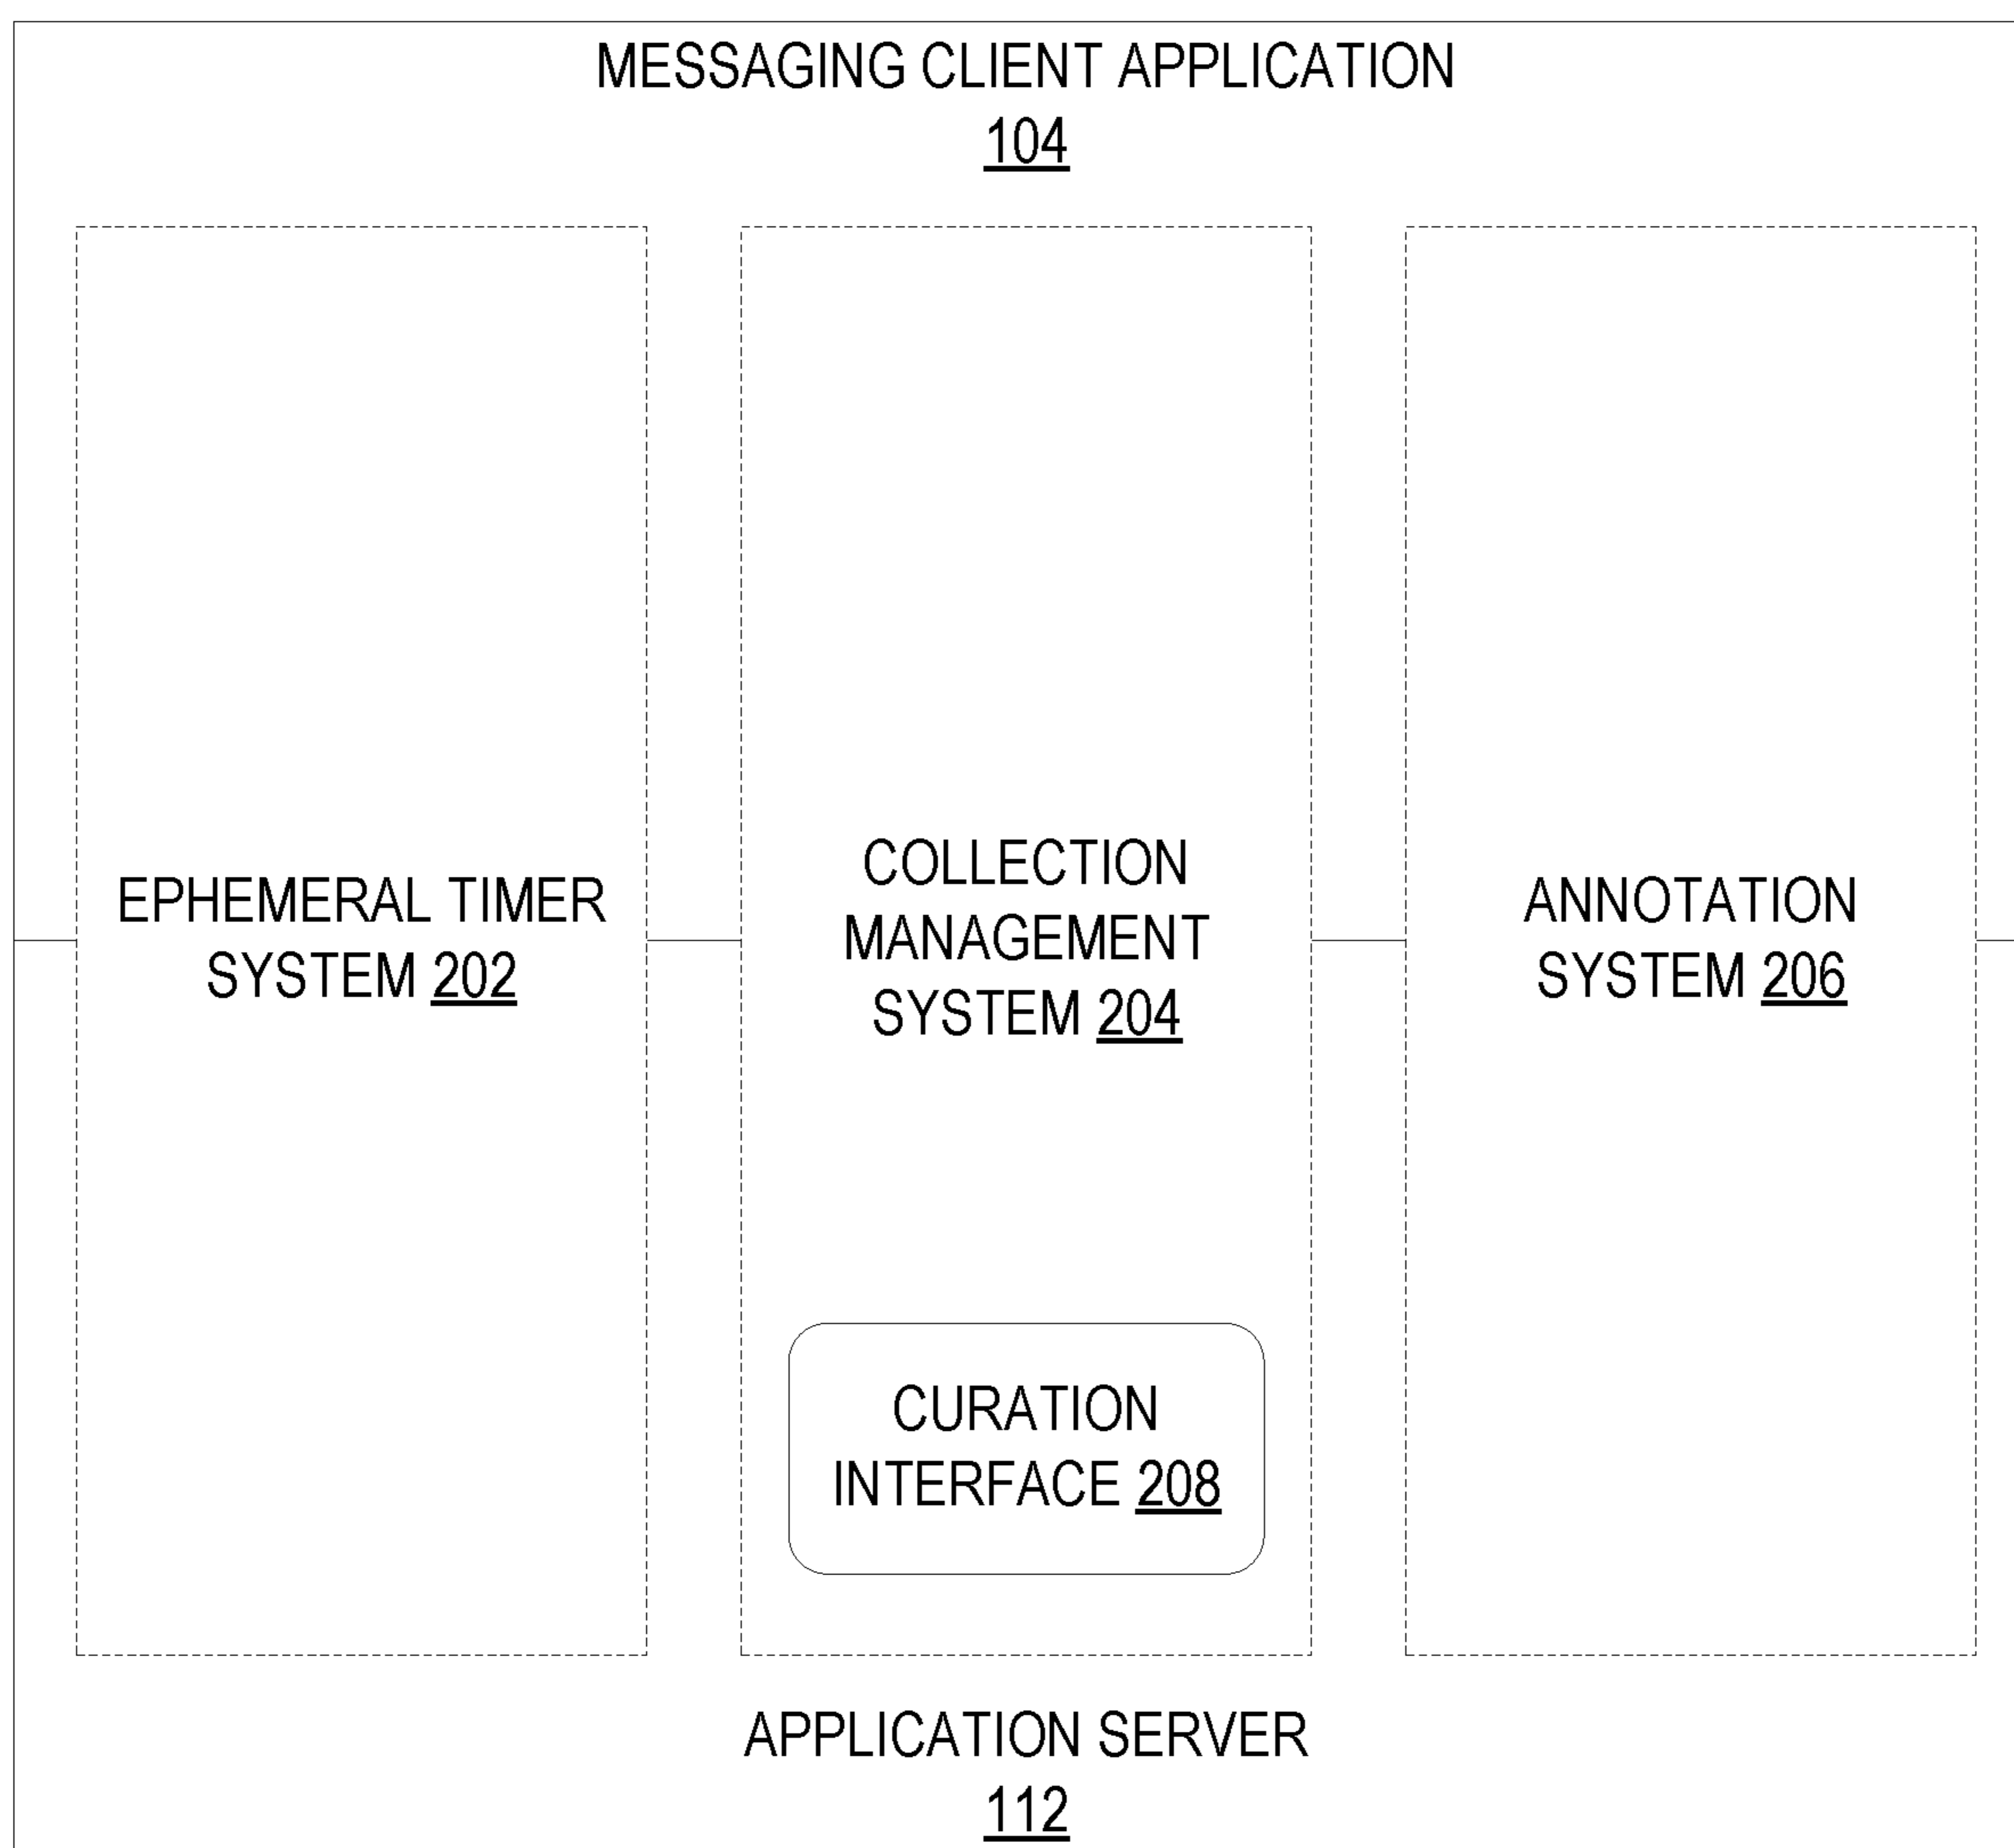 MESSAGING CLIENT APPLICATION
104
EPHEMERAL TIMER
SYSTEM 202
COLLECTION
MANAGEMENT
SYSTEM 204
ANNOTATION
SYSTEM 206
CURATION
INTERFACE 208
APPLICATION SERVER
112